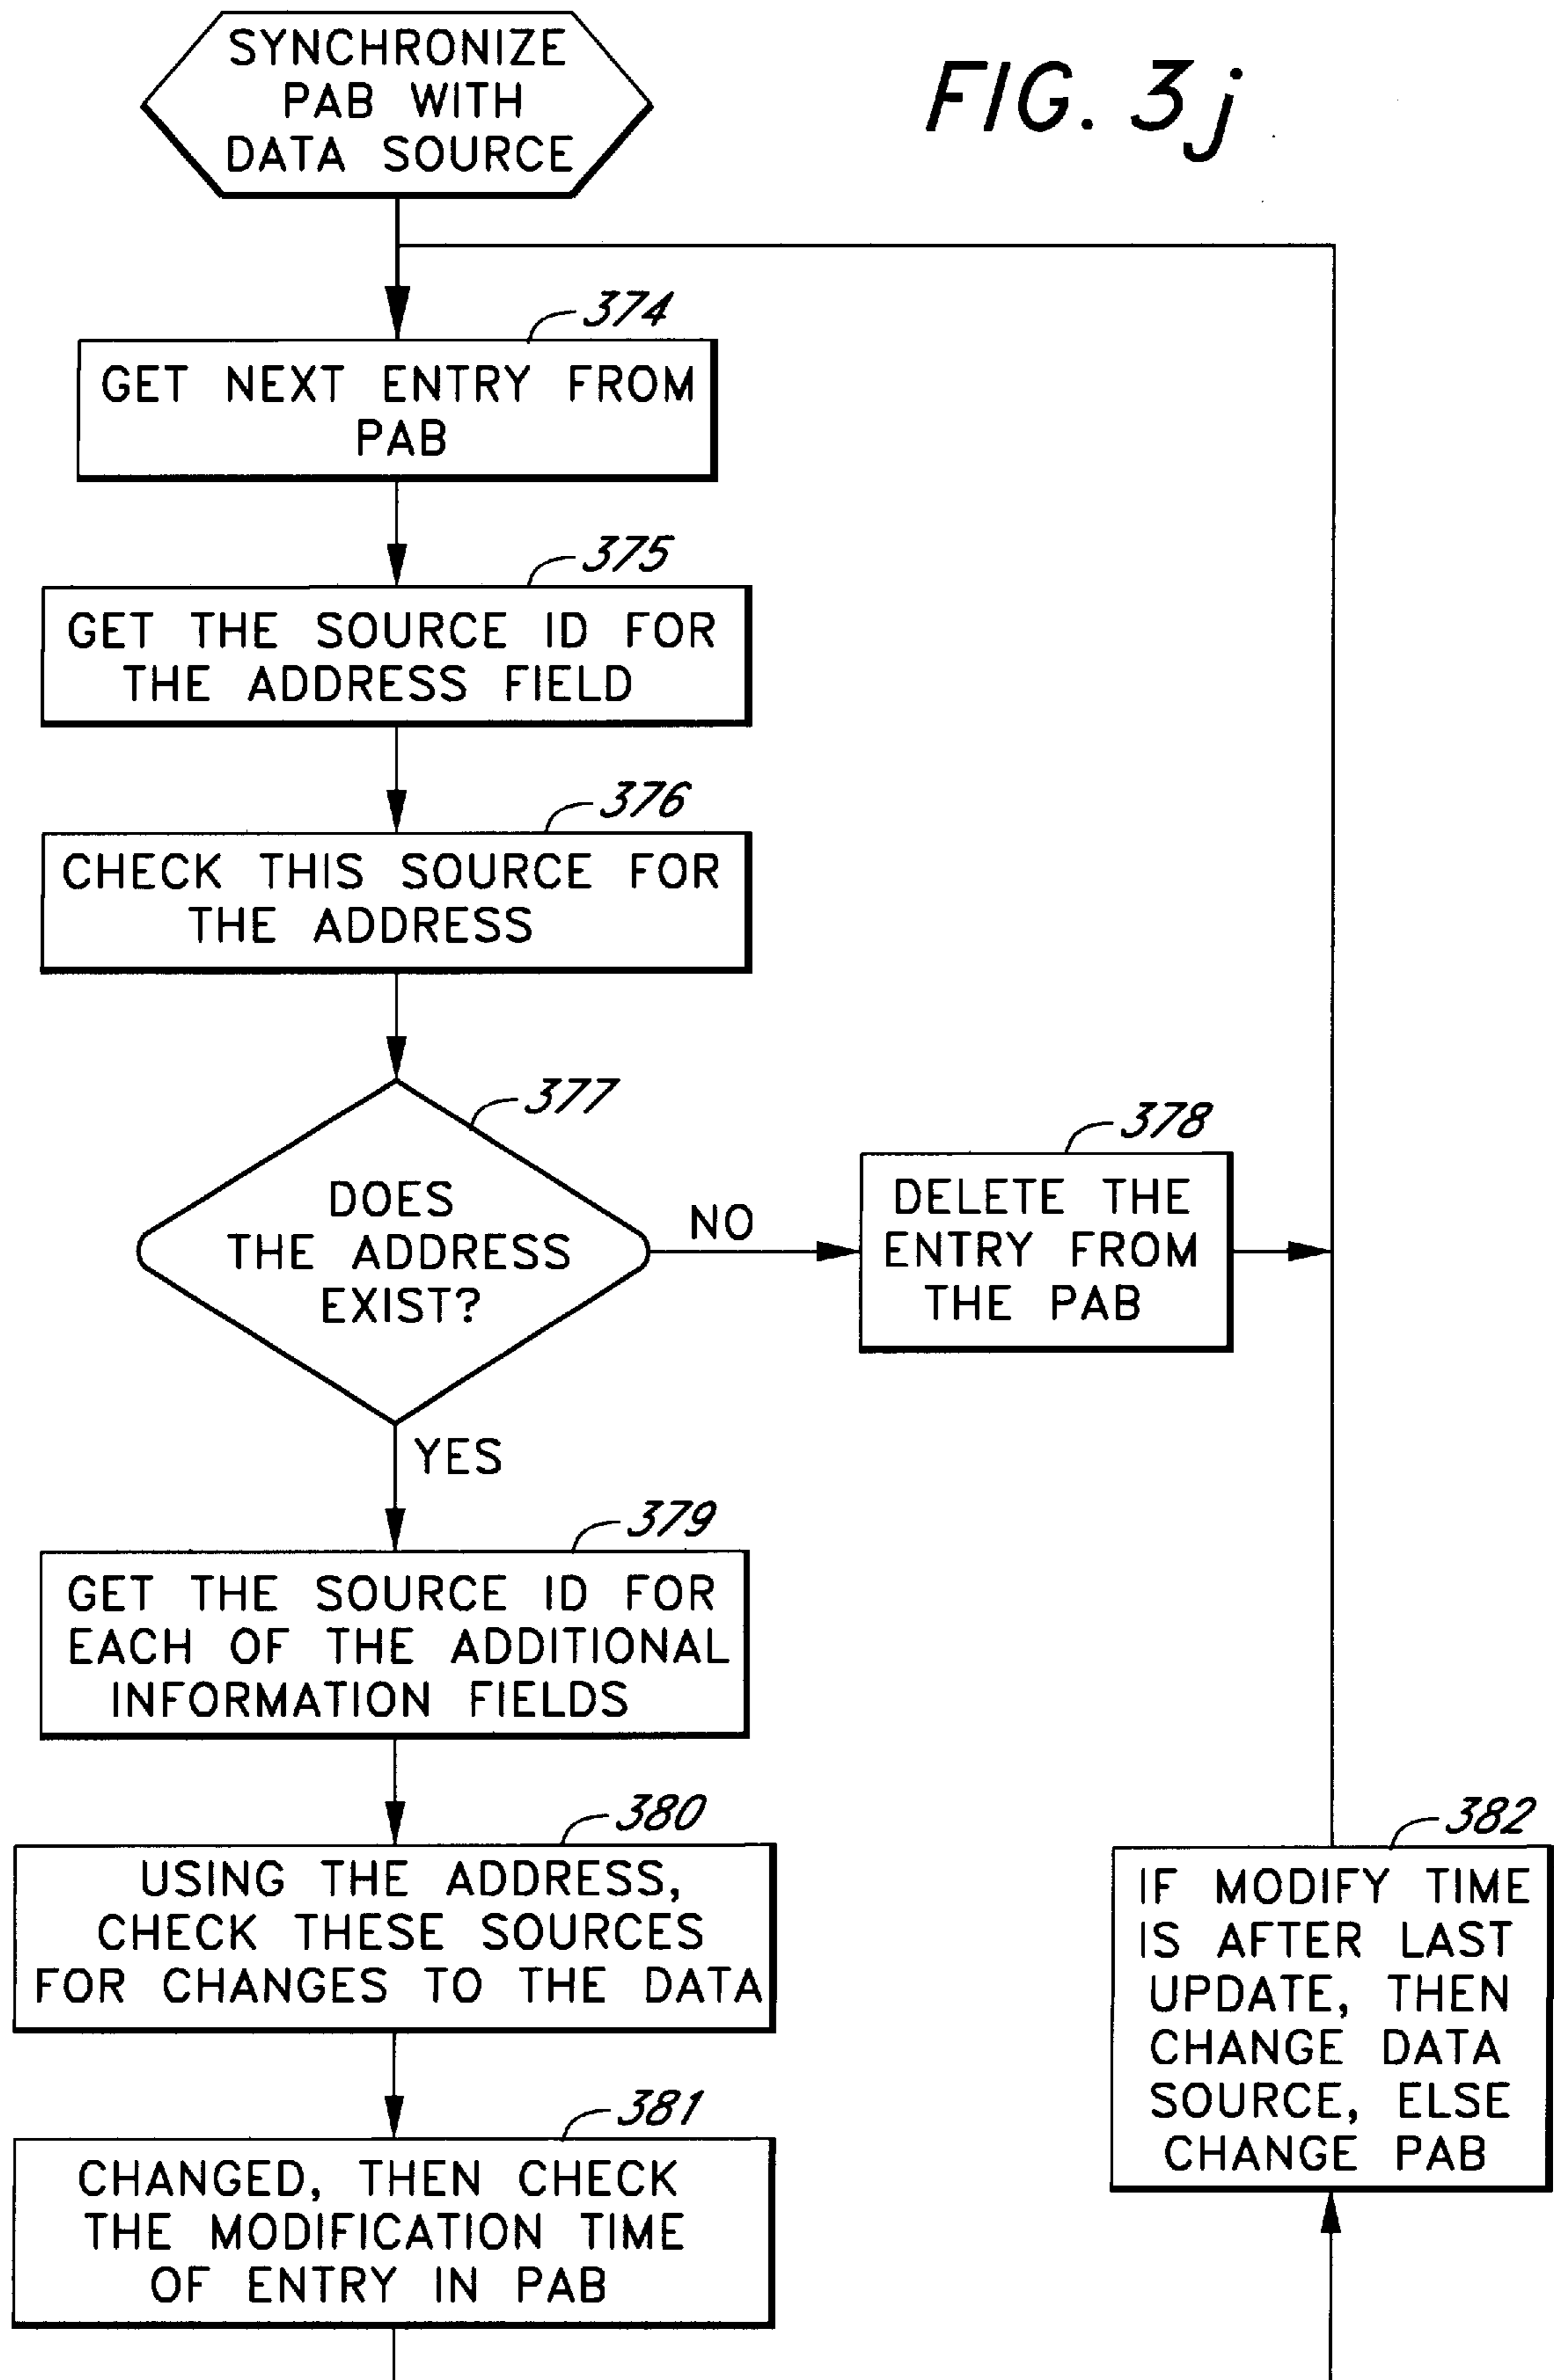 SYNCHRONIZE
PAB WITH
DATA SOURCE
FIG. 3j
374
GET NEXT ENTRY FROM
PAB
375
GET THE SOURCE ID FOR
THE ADDRESS FIELD
376
CHECK THIS SOURCE FOR
THE ADDRESS
377
DOES
THE ADDRESS
EXIST?
NO
378
DELETE THE
ENTRY FROM
THE PAB
YES
379
GET THE SOURCE ID FOR
EACH OF THE ADDITIONAL
INFORMATION FIELDS
380
USING THE ADDRESS,
CHECK THESE SOURCES
FOR CHANGES TO THE DATA
381
CHANGED, THEN CHECK
THE MODIFICATION TIME
OF ENTRY IN PAB
382
IF MODIFY TIME
IS AFTER LAST
UPDATE, THEN
CHANGE DATA
SOURCE, ELSE
CHANGE PAB